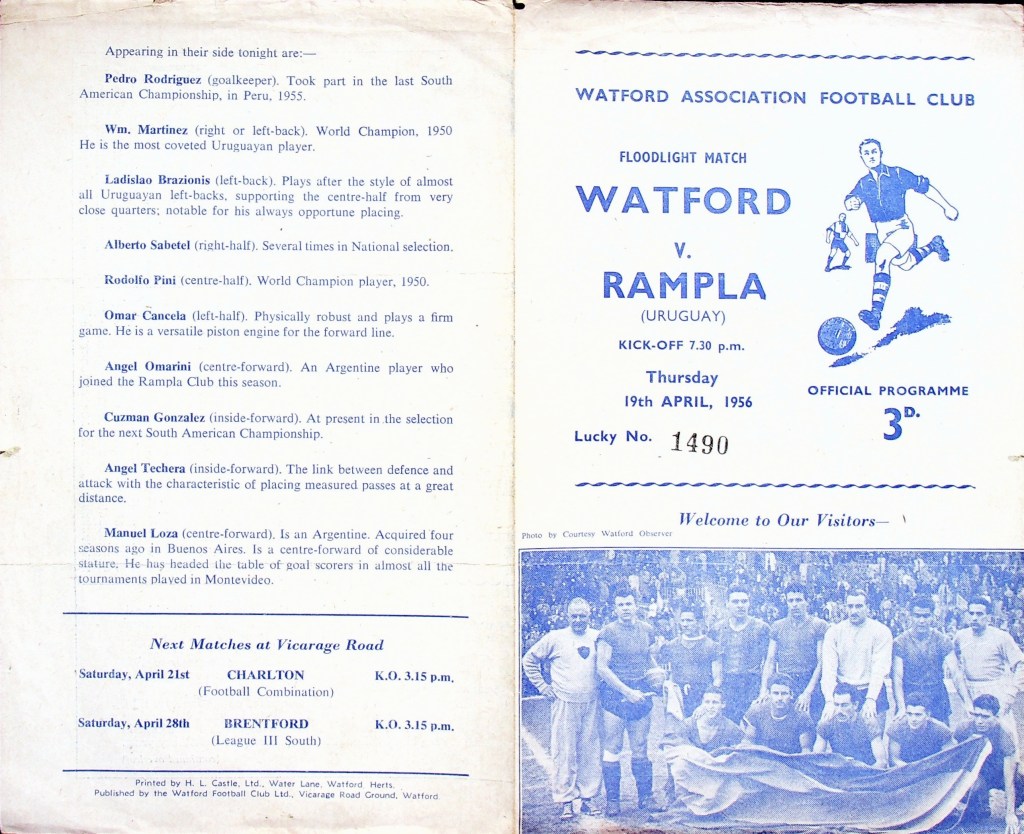 Appearing in their side tonight are:—
Pedro Rodriguez (goalkeeper). Took part in the last South
American Championship, in Peru, 1955.
Wm. Martinez (right or left-back). World Champion, 1950
He is the most coveted Uruguayan player.
Ladislao Brazionis (left-back). Plays after the style of almost
all Uruguayan left-backs, supporting the centre-half from very
close quarters; notable for his always opportune placing.
Alberto Sabetel (right-half). Several times in National selection.
Rodolfo Pini (centre-half). World Champion player, 1950.
Omar Cancela (left-half). Physically robust and plays a firm
game. He is a versatile piston engine for the forward line.
Angel Omarini (centre-forward). An Argentine player who
joined the Rampla Club this season.
Cuzman Gonzalez (inside-forward). At present in the selection
for the next South American Championship.
Angel Techera (inside-forward). The link between defence and
attack with the characteristic of placing measured passes at a great
distance.
Manuel Loza (centre-forward). Is an Argentine. Acquired four
seasons ago in Buenos Aires. Is a centre-forward of considerable
stature. He has headed the table of goal scorers in almost all the
tournaments played in Montevideo.
Next Matches at Vicarage Road
Saturday, April 21st CHARLTON K.O. 3.15 p.m.
(Football Combination)
Saturday, April 28th BRENTFORD K.O. 3.15 p.m.
(League III South)
Printed by H. L. Castle, Ltd., Water Lane, Watford, Herts.
Published by the Watford Football Club Ltd., Vicarage Road Ground, Watford.
WATFORD ASSOCIATION FOOTBALL CLUB
FLOODLIGHT MATCH
WATFORD
V.
RAMPLA
(URUGUAY)
KICK-OFF 7.30 p.m.
Thursday
19th APRIL, 1956
Lucky No. 1490
OFFICIAL PROGRAMME
3D.
Welcome to Our Visitors—
Photo by Courtesy Watford Observer